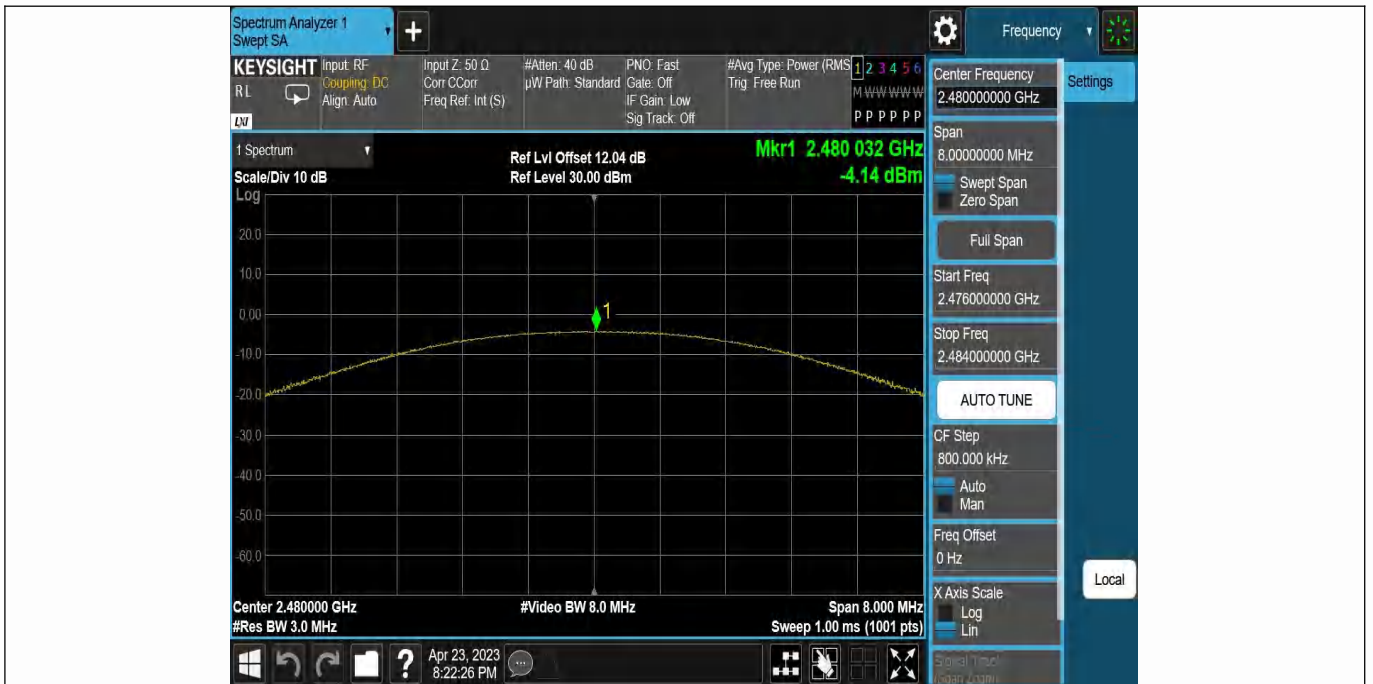 Spectrum Analyzer 1
Swept SA
+
Frequency
KEYSIGHT
RL
LXI
Input: RF
Coupling: DC
Align: Auto
Input Z: 50 Ω
Corr CCorr
Freq Ref: Int (S)
#Atten: 40 dB
µW Path: Standard
PNO: Fast
Gate: Off
IF Gain: Low
Sig Track: Off
#Avg Type: Power (RMS
Trig: Free Run
1 2 3 4 5 6
M WW WW W
P P P P P P
1 Spectrum
Scale/Div 10 dB
Log
Ref Lvl Offset 12.04 dB
Ref Level 30.00 dBm
Mkr1 2.480 032 GHz
-4.14 dBm
20.0
10.0
0.00
-10.0
-20.0
-30.0
-40.0
-50.0
-60.0
1
Center 2.480000 GHz
#Res BW 3.0 MHz
#Video BW 8.0 MHz
Span 8.000 MHz
Sweep 1.00 ms (1001 pts)
Center Frequency
2.480000000 GHz
Settings
Span
8.00000000 MHz
Swept Span
Zero Span
Full Span
Start Freq
2.476000000 GHz
Stop Freq
2.484000000 GHz
AUTO TUNE
CF Step
800.000 kHz
Auto
Man
Freq Offset
0 Hz
X Axis Scale
Log
Lin
Signal Track
(Span Zoom)
Local
?
Apr 23, 2023
8:22:26 PM